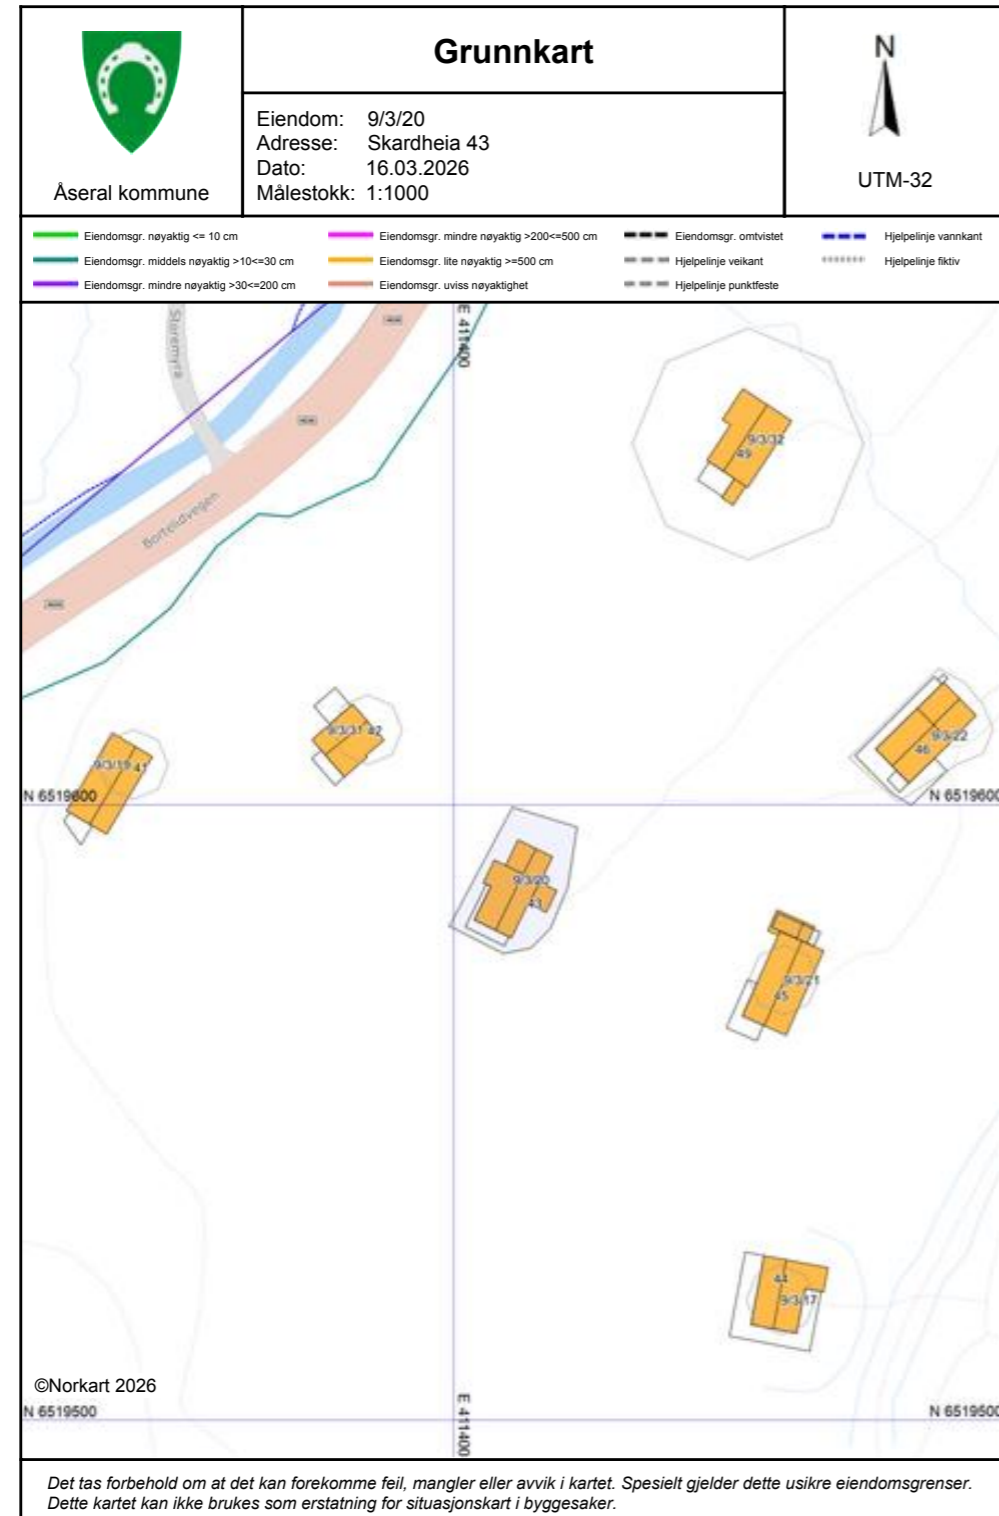 Grunnkart
Åseral kommune
Eiendom: 9/3/20
Adresse: Skardheia 43
Dato: 16.03.2026
Målestokk: 1:1000
N
UTM-32
Eiendomsgr. nøyaktig <= 10 cm
Eiendomsgr. middels nøyaktig >10<=30 cm
Eiendomsgr. mindre nøyaktig >30<=200 cm
Eiendomsgr. mindre nøyaktig >200<=500 cm
Eiendomsgr. lite nøyaktig >=500 cm
Eiendomsgr. uviss nøyaktighet
Eiendomsgr. omtvistet
Hjelpelinje veikant
Hjelpelinje punktfeste
Hjelpelinje vannkant
Hjelpelinje fiktiv
Storemyra
E 411400
Bortelidvegen
9/3/32
49
9/3/31 42
9/3/19 41
9/3/22
46
N 6519600
N 6519600
9/3/20
43
9/3/21
45
44
9/3/17
©Norkart 2026
N 6519500
E 411400
N 6519500
Det tas forbehold om at det kan forekomme feil, mangler eller avvik i kartet. Spesielt gjelder dette usikre eiendomsgrenser.
Dette kartet kan ikke brukes som erstatning for situasjonskart i byggesaker.